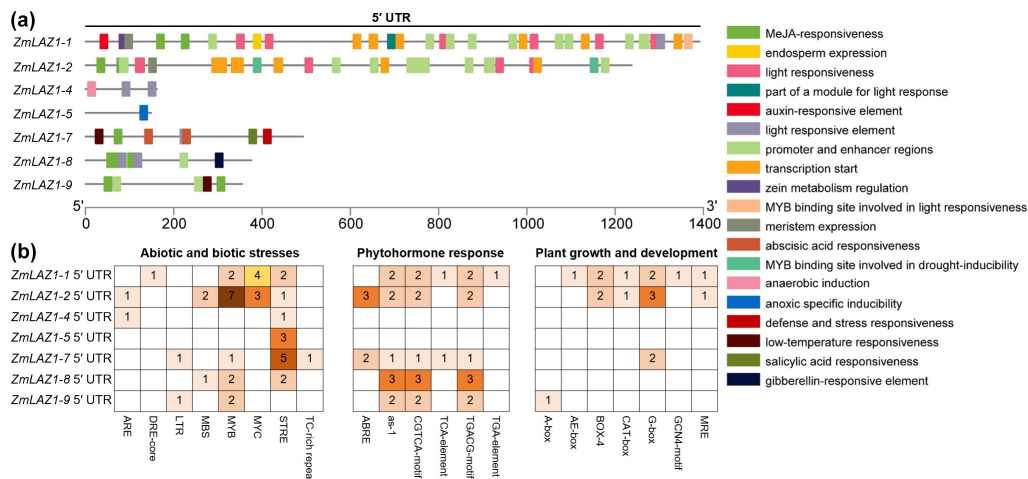 (a)
5′ UTR
ZmLAZ1-1
ZmLAZ1-2
ZmLAZ1-4
ZmLAZ1-5
ZmLAZ1-7
ZmLAZ1-8
ZmLAZ1-9
5' 3'
0 200 400 600 800 1000 1200 1400
MeJA-responsiveness
endosperm expression
light responsiveness
part of a module for light response
auxin-responsive element
light responsive element
promoter and enhancer regions
transcription start
zein metabolism regulation
MYB binding site involved in light responsiveness
meristem expression
abscisic acid responsiveness
MYB binding site involved in drought-inducibility
anaerobic induction
anoxic specific inducibility
defense and stress responsiveness
low-temperature responsiveness
salicylic acid responsiveness
gibberellin-responsive element
(b)
Abiotic and biotic stresses Phytohormone response Plant growth and development
ZmLAZ1-1 5′ UTR 1 2 4 2 2 2 1 2 1 1 2 1 2 1 1
ZmLAZ1-2 5′ UTR 1 2 7 3 1 3 2 2 2 2 1 3 1
ZmLAZ1-4 5′ UTR 1 1
ZmLAZ1-5 5′ UTR 3
ZmLAZ1-7 5′ UTR 1 1 5 1 2 1 1 1 1 2
ZmLAZ1-8 5′ UTR 1 2 2 3 3 3
ZmLAZ1-9 5′ UTR 1 2 2 2 2 1
ARE
DRE-core
LTR
MBS
MYB
MYC
STRE
TC-rich repea
ABRE
as-1
CGTCA-motif
TCA-element
TGACG-motif
TGA-element
A-box
AE-box
BOX-4
CAT-box
G-box
GCN4-motif
MRE